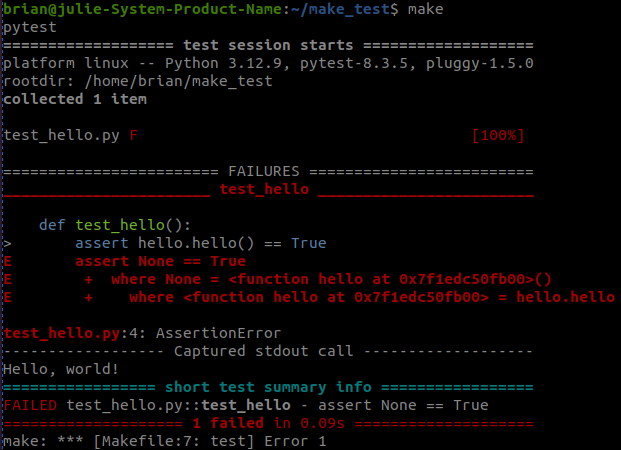 brian@julie-System-Product-Name:~/make_test$ make
pytest
=================== test session starts ===================
platform linux -- Python 3.12.9, pytest-8.3.5, pluggy-1.5.0
rootdir: /home/brian/make_test
collected 1 item

test_hello.py F                                      [100%]

======================== FAILURES =========================
_______________________ test_hello ________________________

    def test_hello():
>       assert hello.hello() == True
E       assert None == True
E        +  where None = <function hello at 0x7f1edc50fb00>()
E        +    where <function hello at 0x7f1edc50fb00> = hello.hello

test_hello.py:4: AssertionError
------------------ Captured stdout call -------------------
Hello, world!
================= short test summary info =================
FAILED test_hello.py::test_hello - assert None == True
==================== 1 failed in 0.09s ====================
make: *** [Makefile:7: test] Error 1